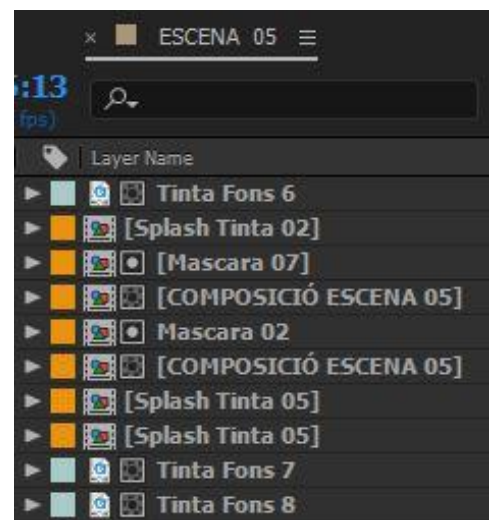 × ESCENA 05 ≡
5:13
fps)
Layer Name
Tinta Fons 6
[Splash Tinta 02]
[Mascara 07]
[COMPOSICIÓ ESCENA 05]
Mascara 02
[COMPOSICIÓ ESCENA 05]
[Splash Tinta 05]
[Splash Tinta 05]
Tinta Fons 7
Tinta Fons 8